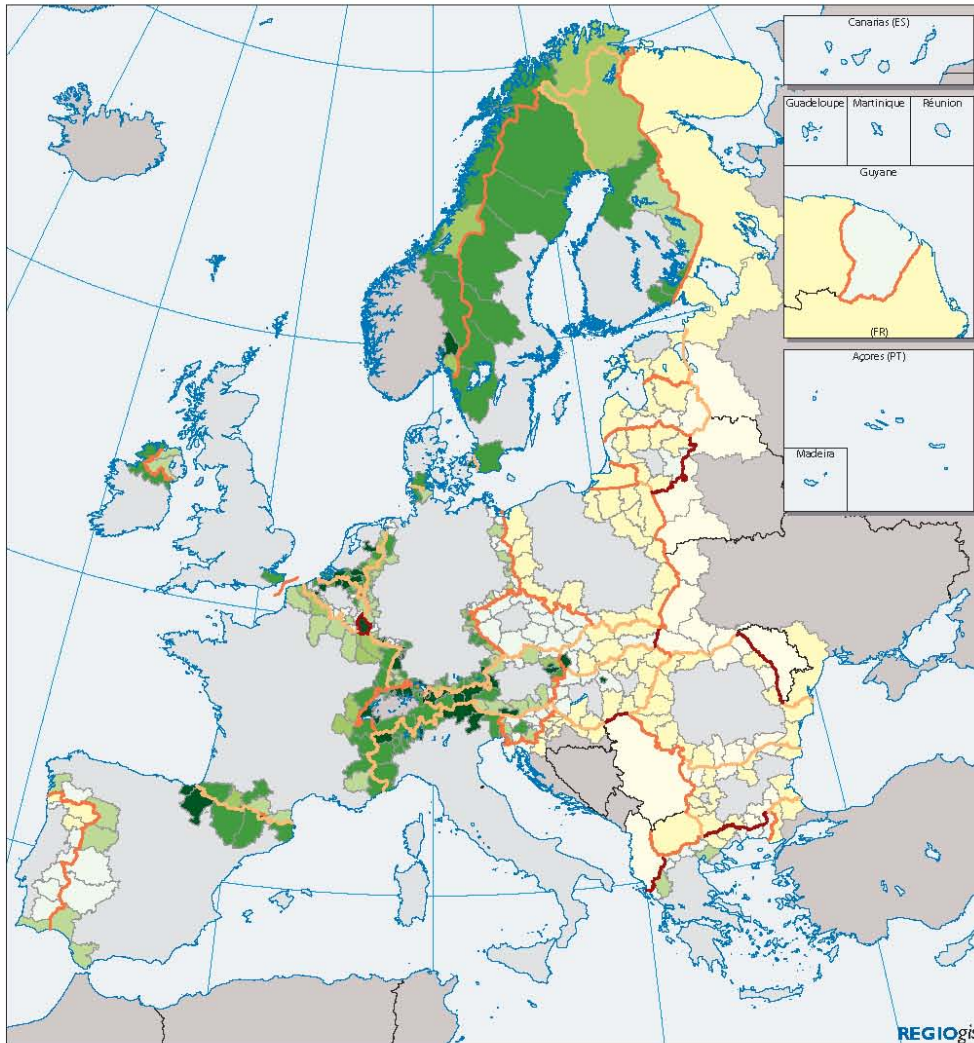 Canarias (ES)
Guadeloupe
Martinique
Réunion
Guyane
(FR)
Açores (PT)
Madeira
REGIOgis